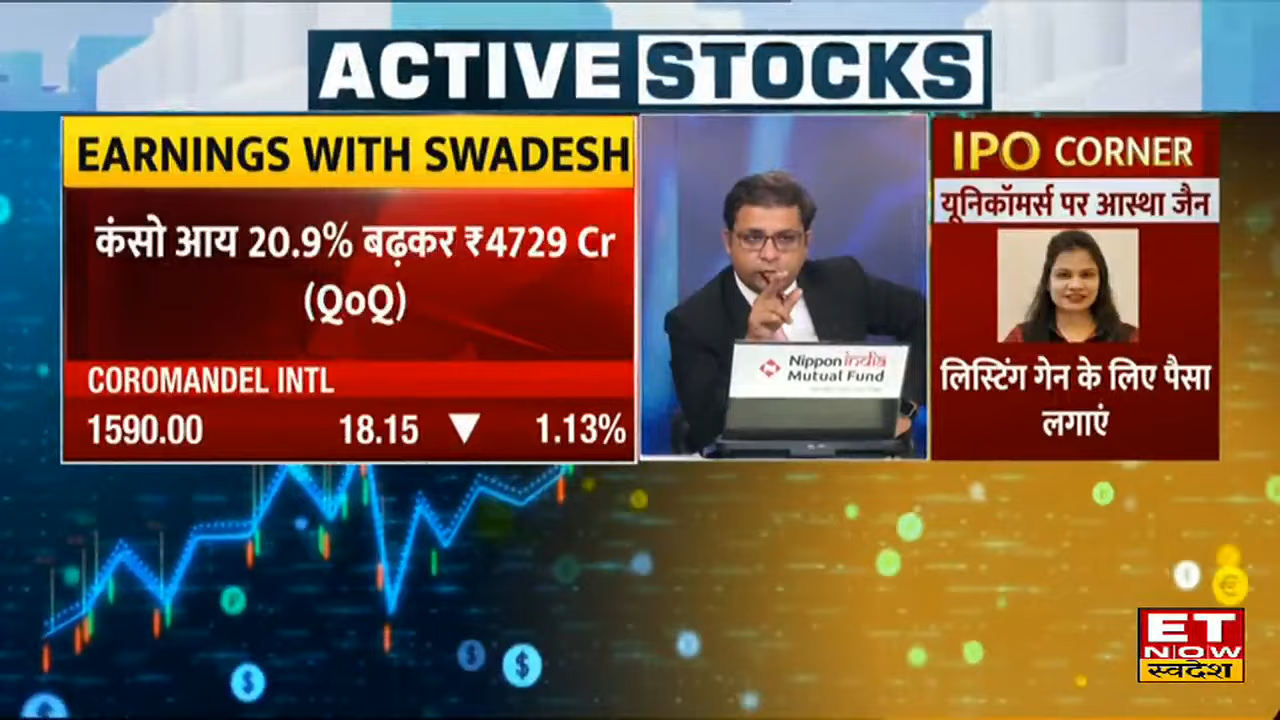 ACTIVE STOCKS
EARNINGS WITH SWADESH
कंसो आय 20.9% बढ़कर ₹4729 Cr
(QoQ)
COROMANDEL INTL
1590.00 18.15 ▼ 1.13%
Nippon india
Mutual Fund
IPO CORNER
यूनिकॉमर्स पर आस्था जैन
लिस्टिंग गेन के लिए पैसा
लगाएं
ET
NOW
स्वदेश